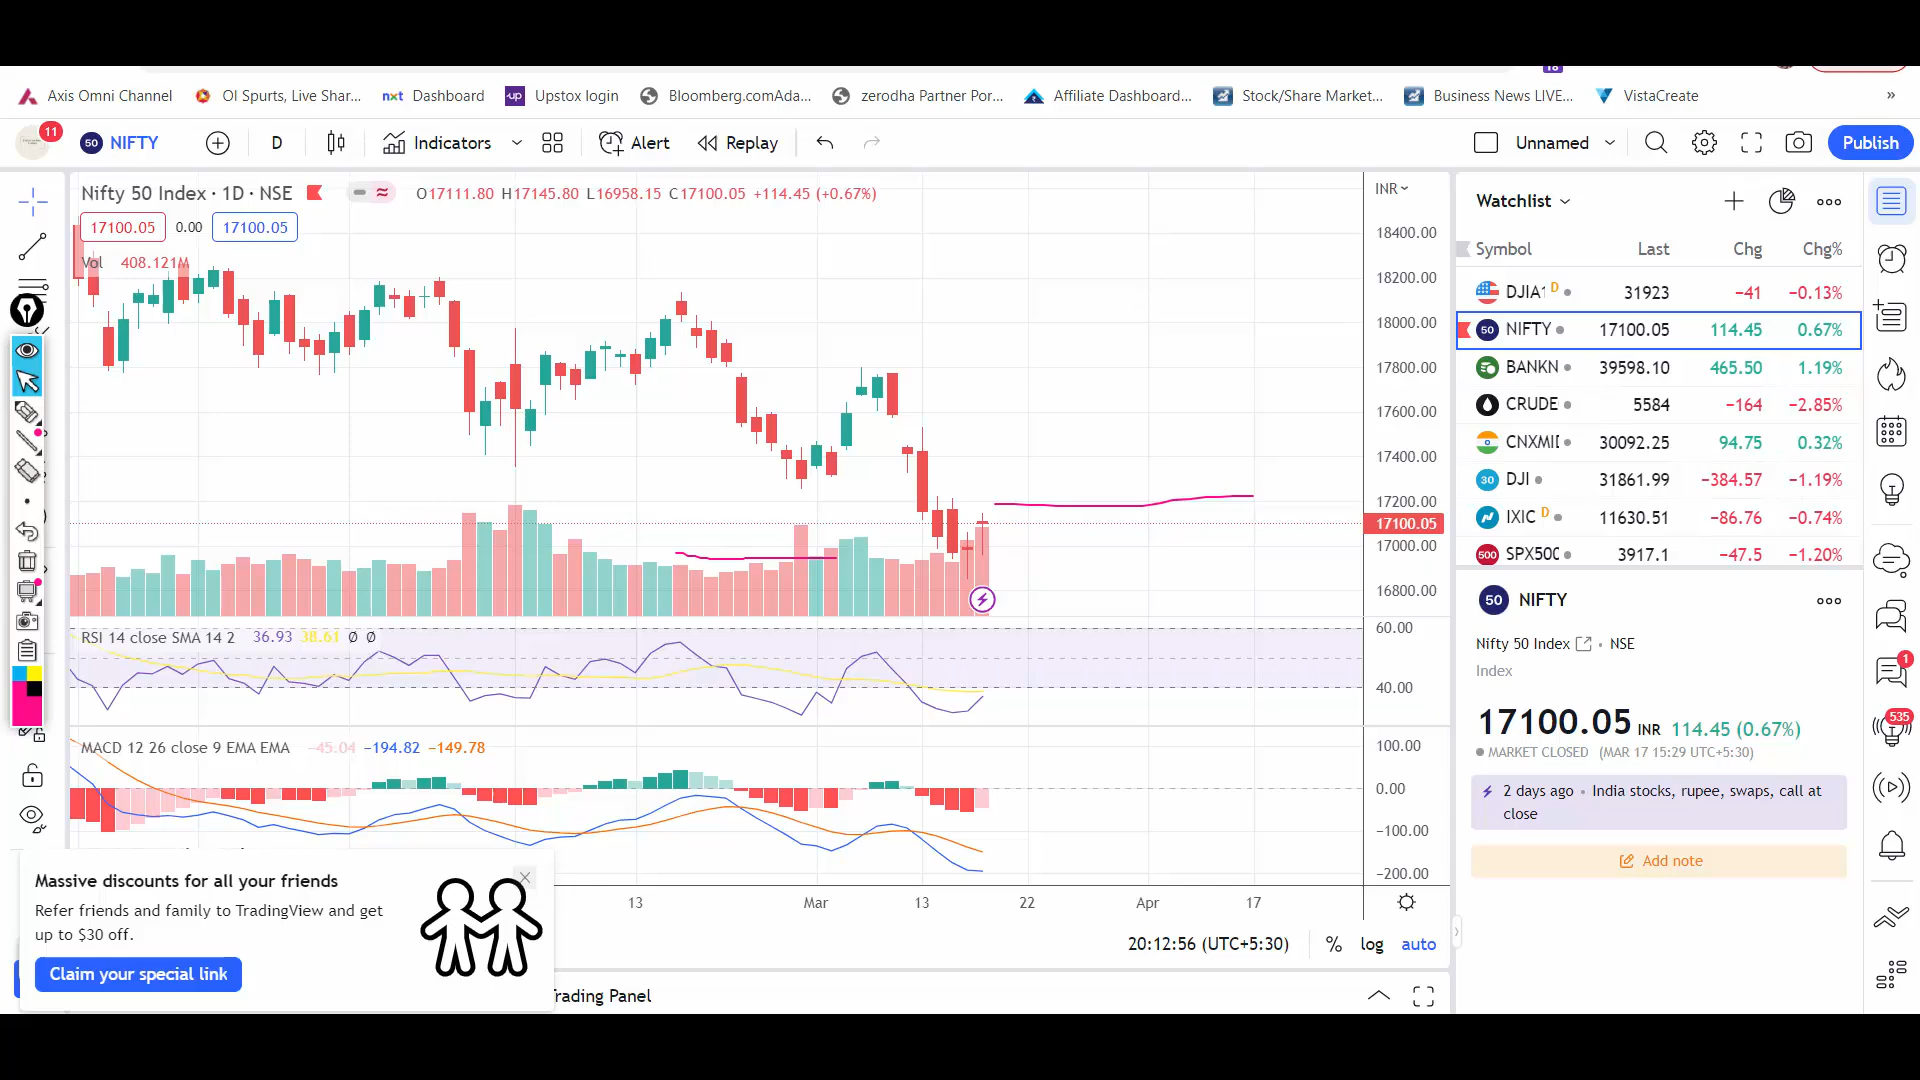 18
Axis Omni Channel
OI Spurts, Live Shar...
nxt Dashboard
up Upstox login
Bloomberg.comAda...
zerodha Partner Por...
Affiliate Dashboard...
Stock/Share Market...
Business News LIVE...
VistaCreate
»
11
50 NIFTY
D
Indicators
Alert
Replay
Unnamed
Publish
Nifty 50 Index · 1D · NSE
O17111.80 H17145.80 L16958.15 C17100.05 +114.45 (+0.67%)
17100.05 0.00 17100.05
Vol 408.121M
INR
18400.00
18200.00
18000.00
17800.00
17600.00
17400.00
17200.00
17100.05
17000.00
16800.00
RSI 14 close SMA 14 2 36.93 38.61 Ø Ø
60.00
40.00
MACD 12 26 close 9 EMA EMA −45.04 −194.82 −149.78
100.00
0.00
−100.00
−200.00
13 Mar 13 22 Apr 17
20:12:56 (UTC+5:30) % log auto
Trading Panel
Massive discounts for all your friends
Refer friends and family to TradingView and get
up to $30 off.
Claim your special link
Watchlist
Symbol Last Chg Chg%
DJIA1 D 31923 −41 −0.13%
50 NIFTY 17100.05 114.45 0.67%
BANKN 39598.10 465.50 1.19%
CRUDE 5584 −164 −2.85%
CNXMI 30092.25 94.75 0.32%
30 DJI 31861.99 −384.57 −1.19%
IXIC D 11630.51 −86.76 −0.74%
500 SPX500 3917.1 −47.5 −1.20%
50 NIFTY
Nifty 50 Index · NSE
Index
17100.05 INR 114.45 (0.67%)
MARKET CLOSED (MAR 17 15:29 UTC+5:30)
2 days ago · India stocks, rupee, swaps, call at
close
Add note
1
535